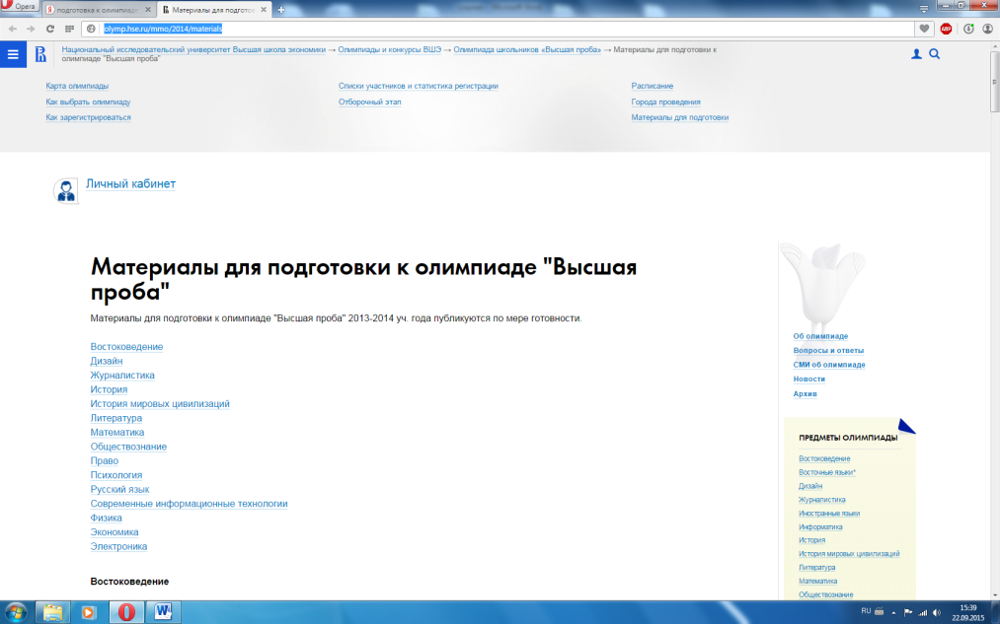 Opera
подготовка к олимпиаде
Материалы для подготов
olymp.hse.ru/mmo/2014/materials
ABP
Национальный исследовательский университет Высшая школа экономики → Олимпиады и конкурсы ВШЭ → Олимпиада школьников «Высшая проба» → Материалы для подготовки к
олимпиаде "Высшая проба"
Карта олимпиады
Списки участников и статистика регистрации
Расписание
Как выбрать олимпиаду
Отборочный этап
Города проведения
Как зарегистрироваться
Материалы для подготовки
Личный кабинет
Материалы для подготовки к олимпиаде "Высшая
проба"
Материалы для подготовки к олимпиаде "Высшая проба" 2013-2014 уч. года публикуются по мере готовности.
Востоковедение
Дизайн
Журналистика
История
История мировых цивилизаций
Литература
Математика
Обществознание
Право
Психология
Русский язык
Современные информационные технологии
Физика
Экономика
Электроника
Востоковедение
Об олимпиаде
Вопросы и ответы
СМИ об олимпиаде
Новости
Архив
ПРЕДМЕТЫ ОЛИМПИАДЫ
Востоковедение
Восточные языки*
Дизайн
Журналистика
Иностранные языки
Информатика
История
История мировых цивилизаций
Литература
Математика
Обществознание
RU
15:39
22.09.2015